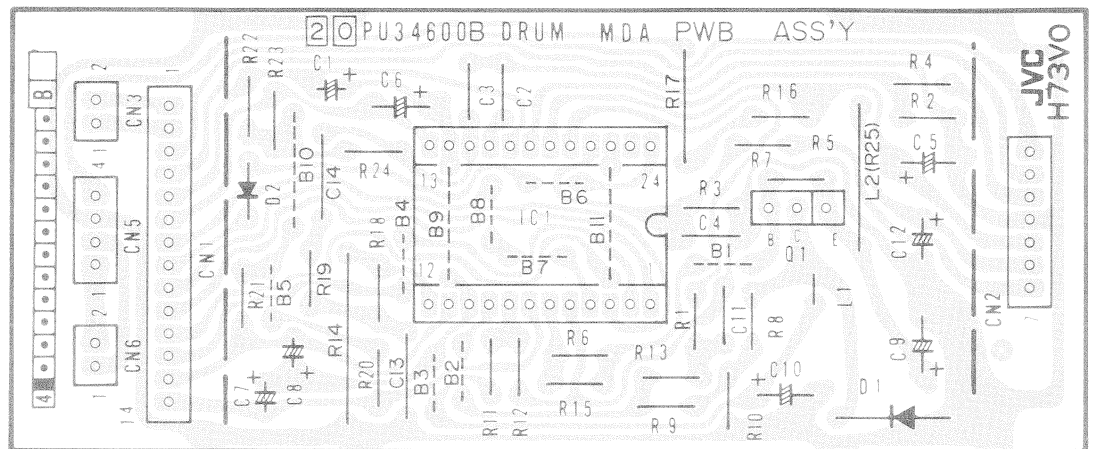 20 PU34600B DRUM MDA PWB ASS'Y
JVC
H73V0
B
2
CN3
1
R22
R23
C1 +
C6 +
C3
C2
R17
R16
R4
R2
R5
C5 +
L2(R25)
R7
4
CN5
1
CN1
D2
B10
C14
R24
13
24
B9
B8
B6
IC1
B11
B7
12
1
R3
C4
B1
B C E
Q1
C12 +
R18
B4
R21
B5
R19
R14
L1
CN2
7
2
CN6
1
14
4
C7 +
C8 +
R20
C13
B3
B2
R11
R12
R6
R15
R13
R9
R1
C11
R8
R10
C10 +
D1
C9 +